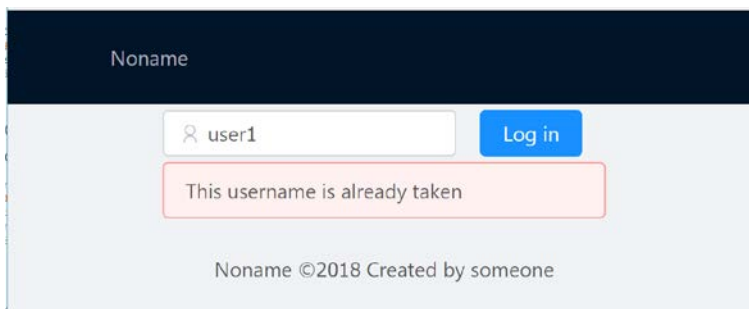 Noname
user1
Log in
This username is already taken
Noname ©2018 Created by someone